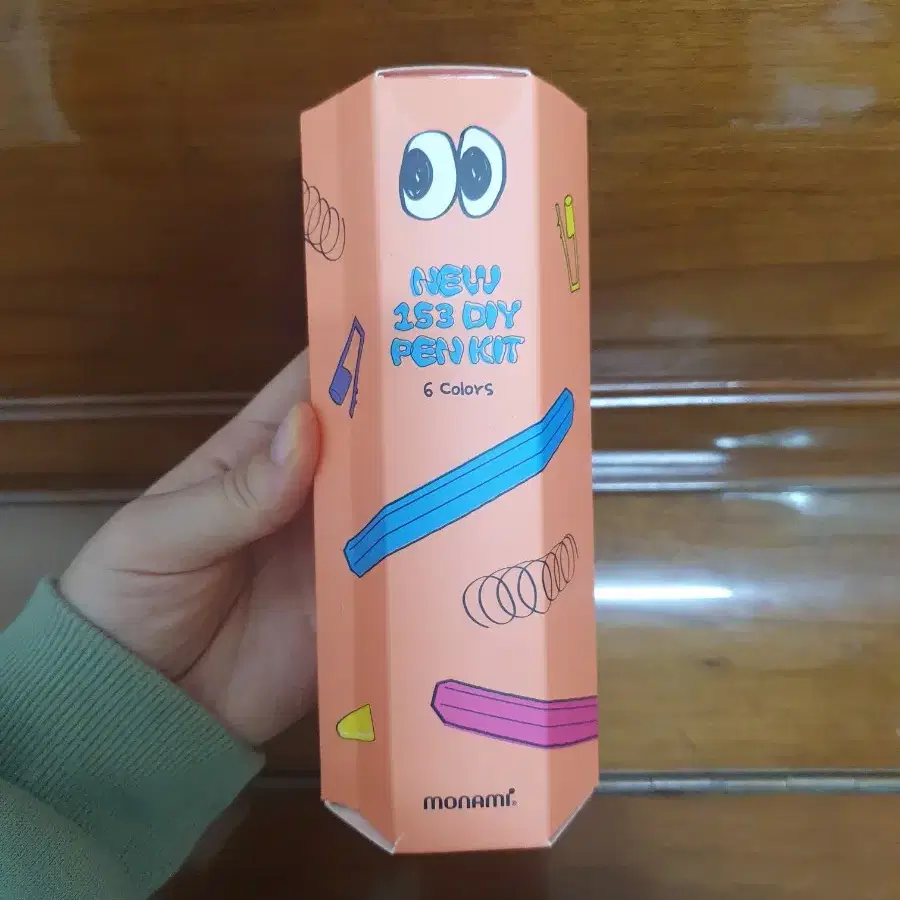 NEW
153 DIY
PEN KIT
6 Colors
monami